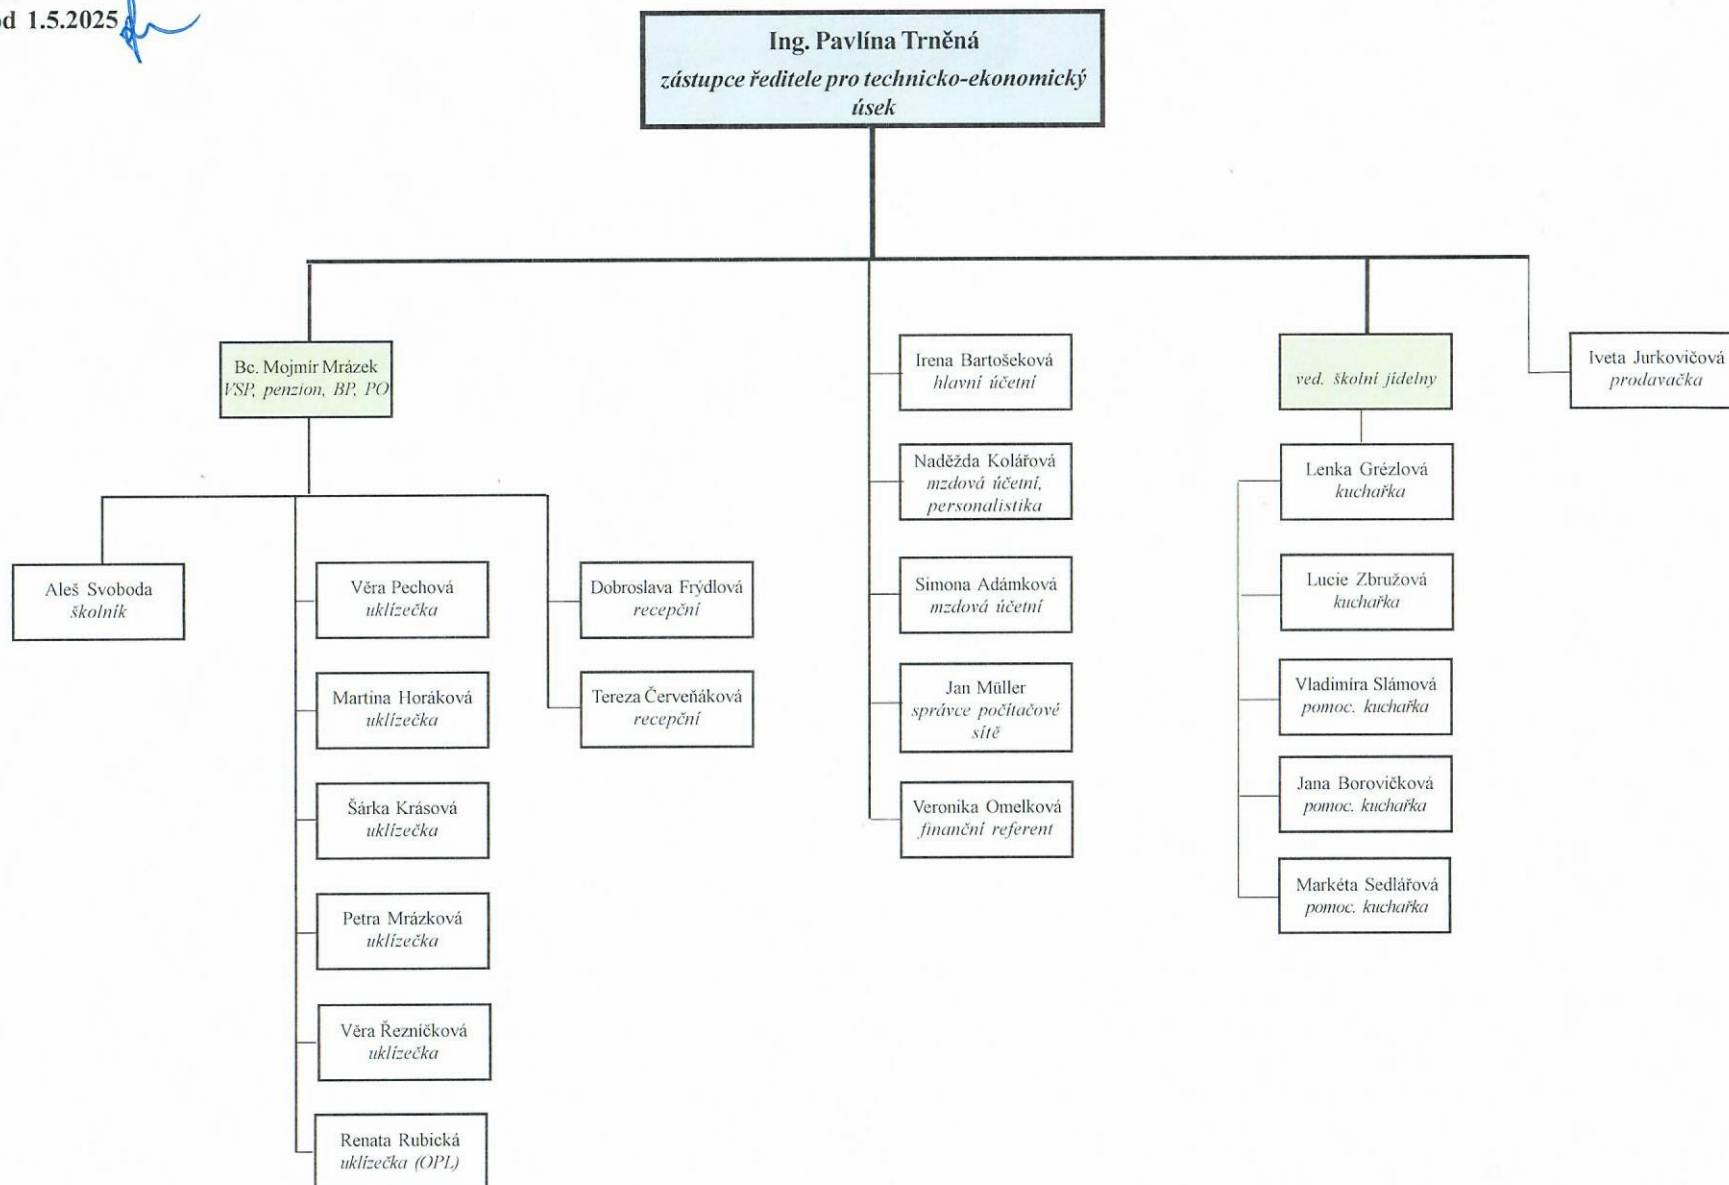 od 1.5.2025
Ing. Pavlína Trněná
zástupce ředitele pro technicko-ekonomický
úsek
Bc. Mojmír Mrázek
VSP, penzion, BP, PO
Aleš Svoboda
školník
Věra Pechová
uklízečka
Martina Horáková
uklízečka
Šárka Krásová
uklízečka
Petra Mrázková
uklízečka
Věra Řezníčková
uklízečka
Renata Rubická
uklízečka (OPL)
Dobroslava Frýdlová
recepční
Tereza Červeňáková
recepční
Irena Bartošeková
hlavní účetní
Naděžda Kolářová
mzdová účetní,
personalistika
Simona Adámková
mzdová účetní
Jan Müller
správce počítačové
sítě
Veronika Omelková
finanční referent
ved. školní jídelny
Lenka Grézlová
kuchařka
Lucie Zbružová
kuchařka
Vladimíra Slámová
pomoc. kuchařka
Jana Borovičková
pomoc. kuchařka
Markéta Sedlářová
pomoc. kuchařka
Iveta Jurkovičová
prodavačka